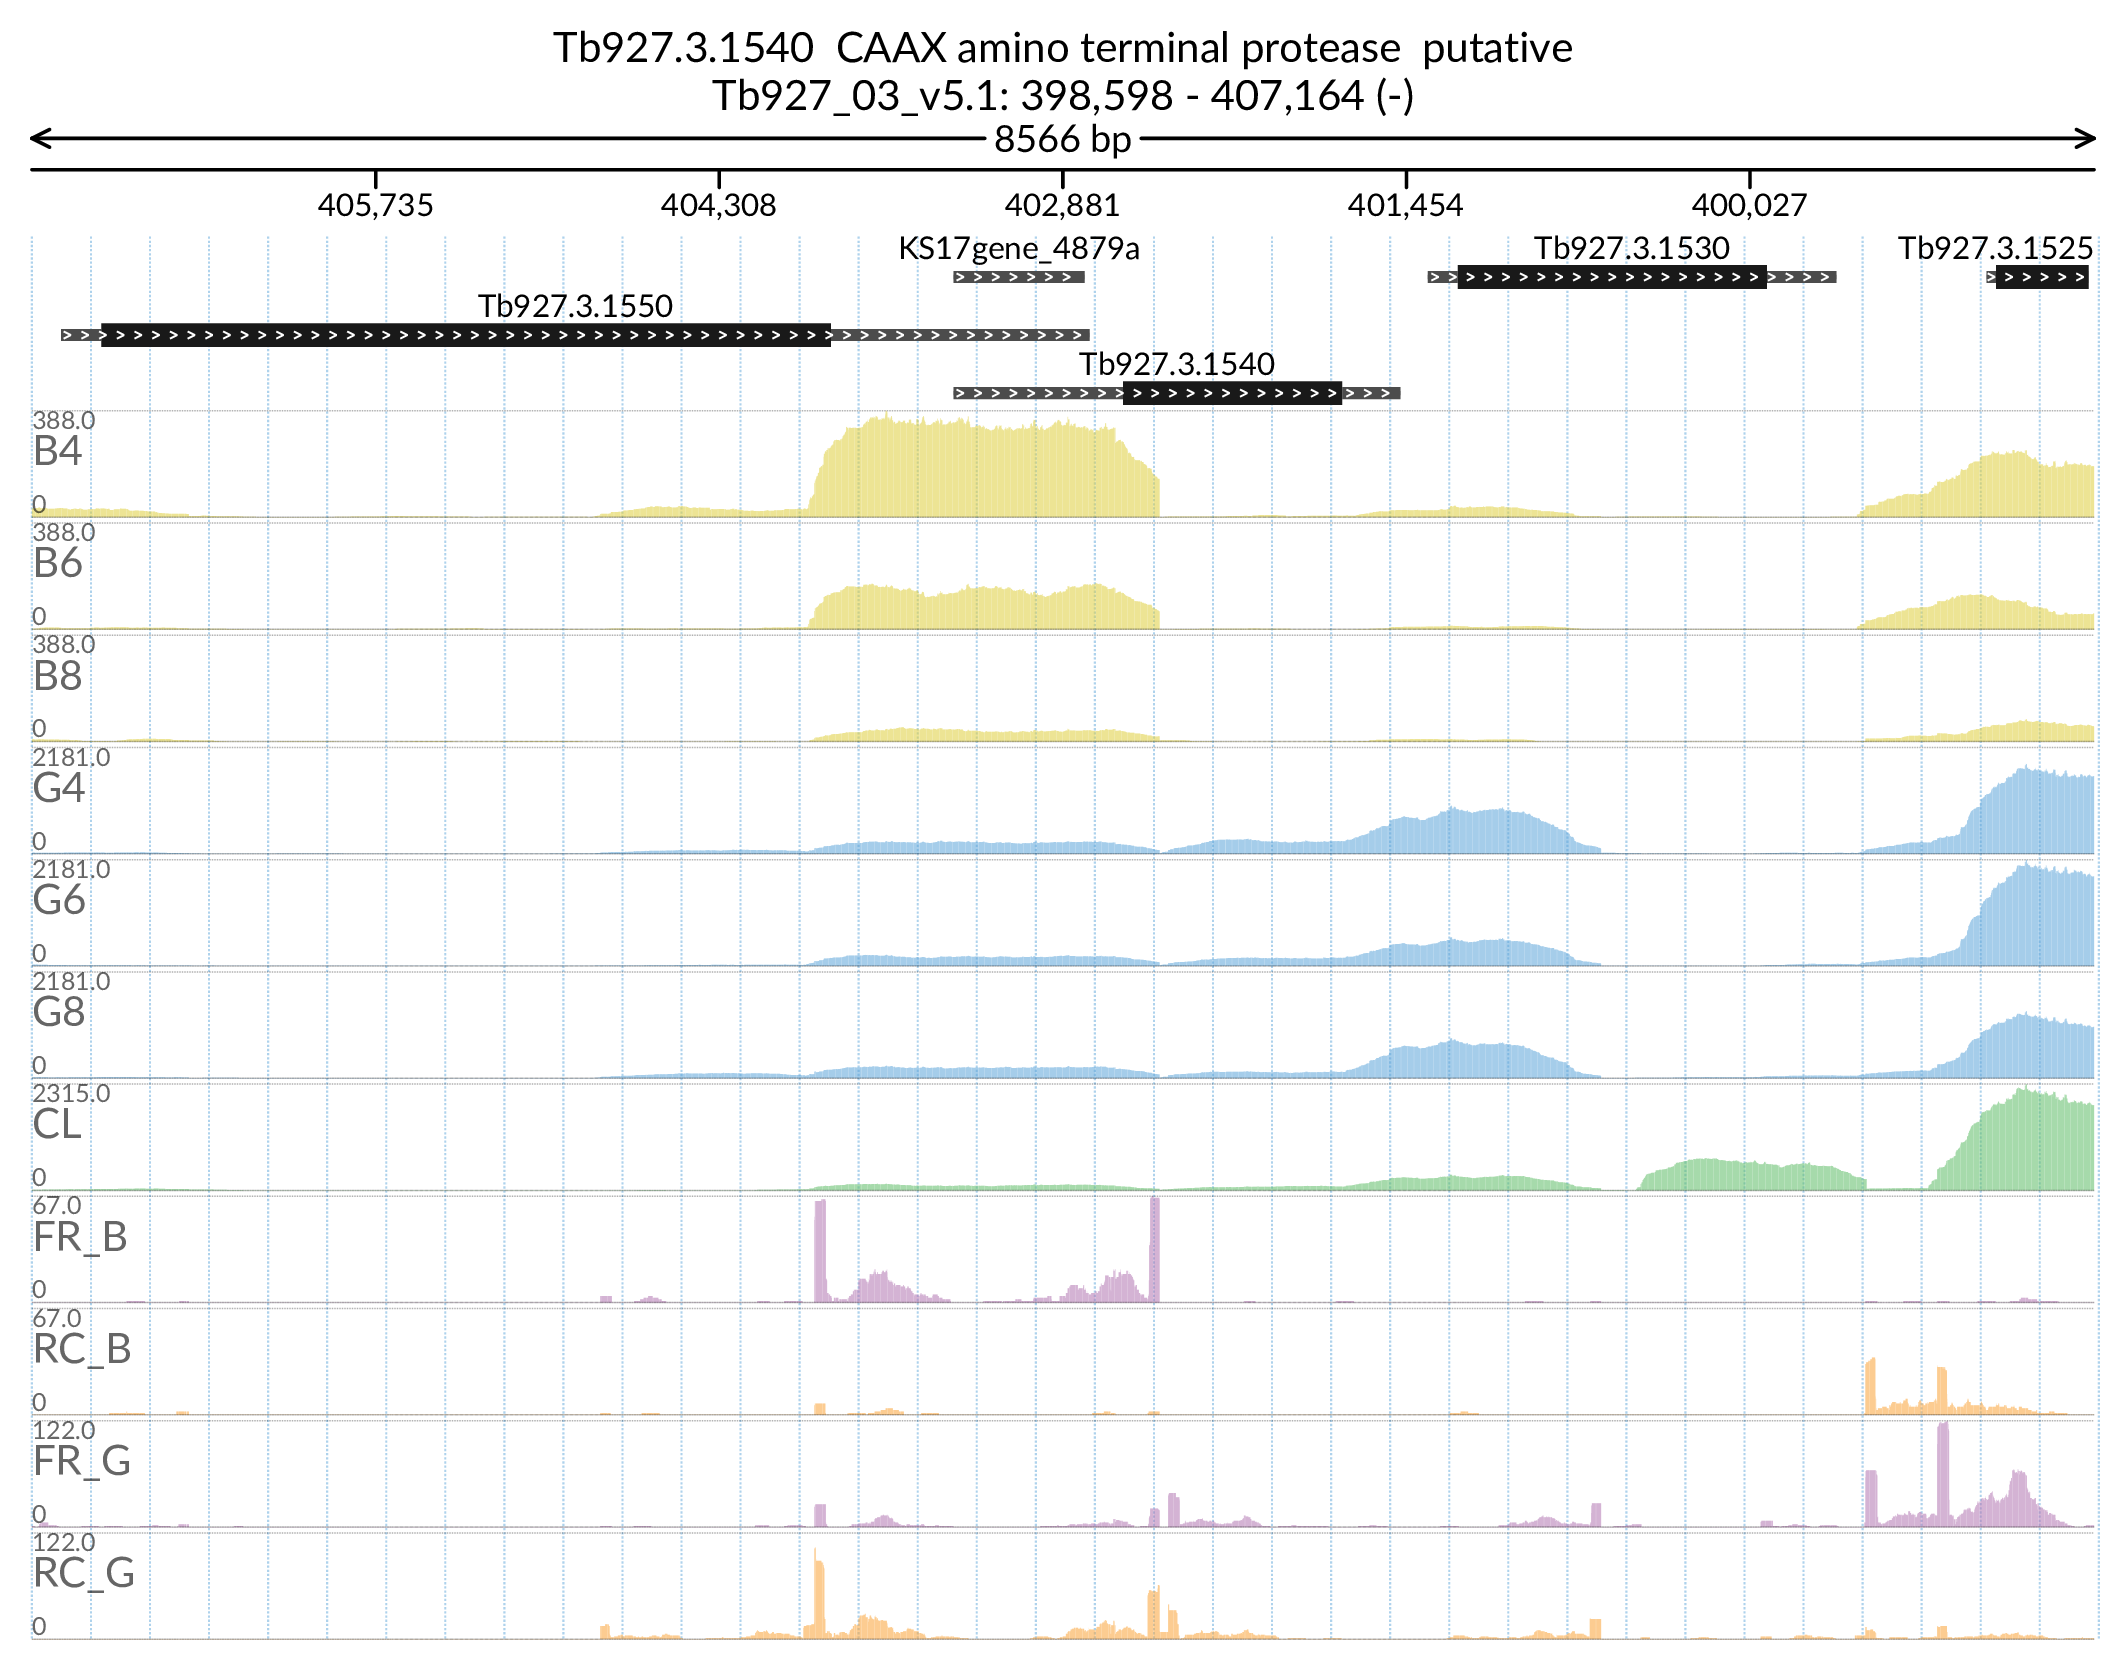 Tb927.3.1540  CAAX amino terminal protease  putative
Tb927_03_v5.1: 398,598 - 407,164 (-)
8566 bp
405,735 404,308 402,881 401,454 400,027
KS17gene_4879a Tb927.3.1530 Tb927.3.1525
Tb927.3.1550
Tb927.3.1540
388.0
B4
0
388.0
B6
0
388.0
B8
0
2181.0
G4
0
2181.0
G6
0
2181.0
G8
0
2315.0
CL
0
67.0
FR_B
0
67.0
RC_B
0
122.0
FR_G
0
122.0
RC_G
0